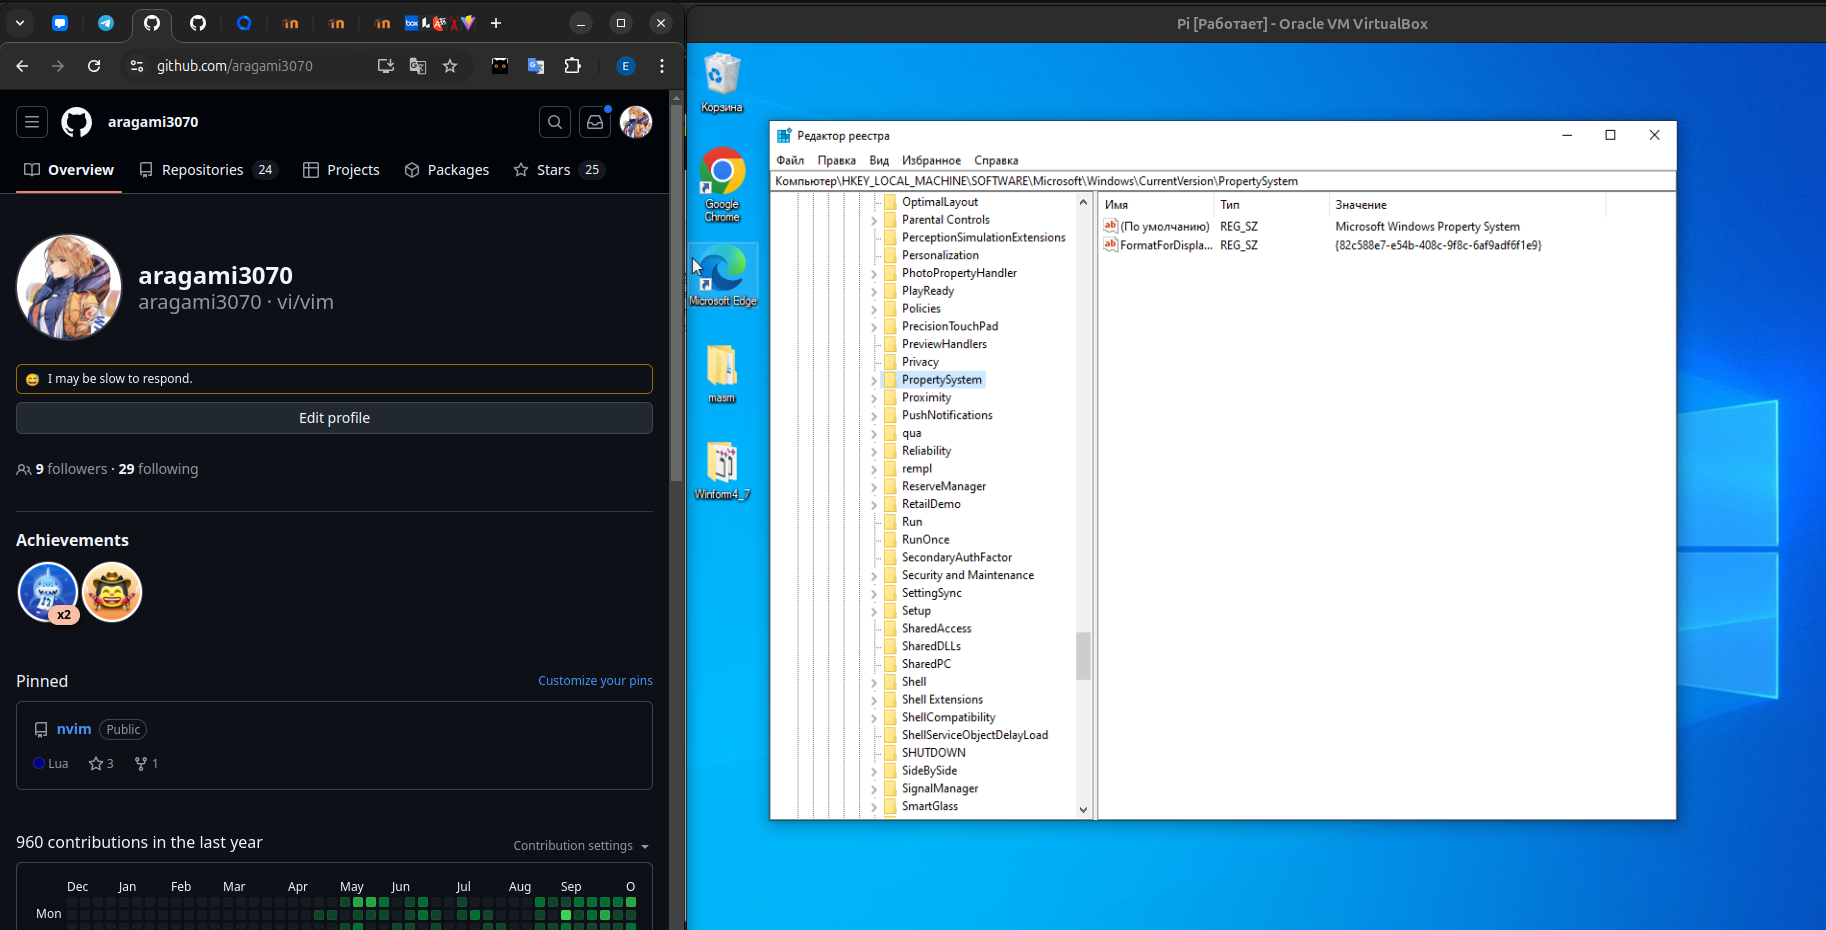 Pi [Работает] - Oracle VM VirtualBox
github.com/aragami3070
E
aragami3070
Overview
Repositories 24
Projects
Packages
Stars 25
aragami3070
aragami3070 · vi/vim
I may be slow to respond.
Edit profile
9 followers · 29 following
Achievements
x2
Pinned
Customize your pins
nvim Public
Lua 3 1
960 contributions in the last year
Contribution settings
Dec Jan Feb Mar Apr May Jun Jul Aug Sep O
Mon
Корзина
Google Chrome
Microsoft Edge
masm
Winform4_7
Редактор реестра
Файл Правка Вид Избранное Справка
Компьютер\HKEY_LOCAL_MACHINE\SOFTWARE\Microsoft\Windows\CurrentVersion\PropertySystem
OptimalLayout
Parental Controls
PerceptionSimulationExtensions
Personalization
PhotoPropertyHandler
PlayReady
Policies
PrecisionTouchPad
PreviewHandlers
Privacy
PropertySystem
Proximity
PushNotifications
qua
Reliability
rempl
ReserveManager
RetailDemo
Run
RunOnce
SecondaryAuthFactor
Security and Maintenance
SettingSync
Setup
SharedAccess
SharedDLLs
SharedPC
Shell
Shell Extensions
ShellCompatibility
ShellServiceObjectDelayLoad
SHUTDOWN
SideBySide
SignalManager
SmartGlass
Имя Тип Значение
(По умолчанию) REG_SZ Microsoft Windows Property System
FormatForDispla... REG_SZ {82c588e7-e54b-408c-9f8c-6af9adf6f1e9}